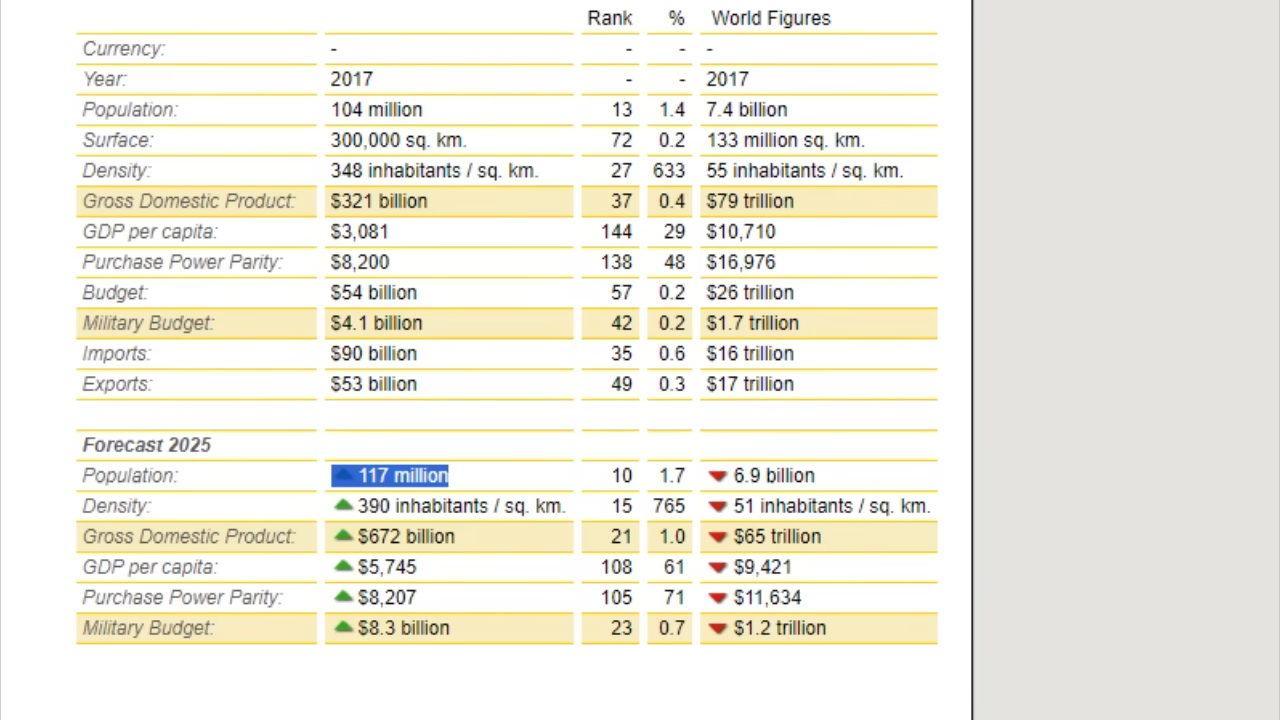 Rank % World Figures
Currency: - - - -
Year: 2017 - - 2017
Population: 104 million 13 1.4 7.4 billion
Surface: 300,000 sq. km. 72 0.2 133 million sq. km.
Density: 348 inhabitants / sq. km. 27 633 55 inhabitants / sq. km.
Gross Domestic Product: $321 billion 37 0.4 $79 trillion
GDP per capita: $3,081 144 29 $10,710
Purchase Power Parity: $8,200 138 48 $16,976
Budget: $54 billion 57 0.2 $26 trillion
Military Budget: $4.1 billion 42 0.2 $1.7 trillion
Imports: $90 billion 35 0.6 $16 trillion
Exports: $53 billion 49 0.3 $17 trillion
Forecast 2025
Population: 117 million 10 1.7 6.9 billion
Density: 390 inhabitants / sq. km. 15 765 51 inhabitants / sq. km.
Gross Domestic Product: $672 billion 21 1.0 $65 trillion
GDP per capita: $5,745 108 61 $9,421
Purchase Power Parity: $8,207 105 71 $11,634
Military Budget: $8.3 billion 23 0.7 $1.2 trillion